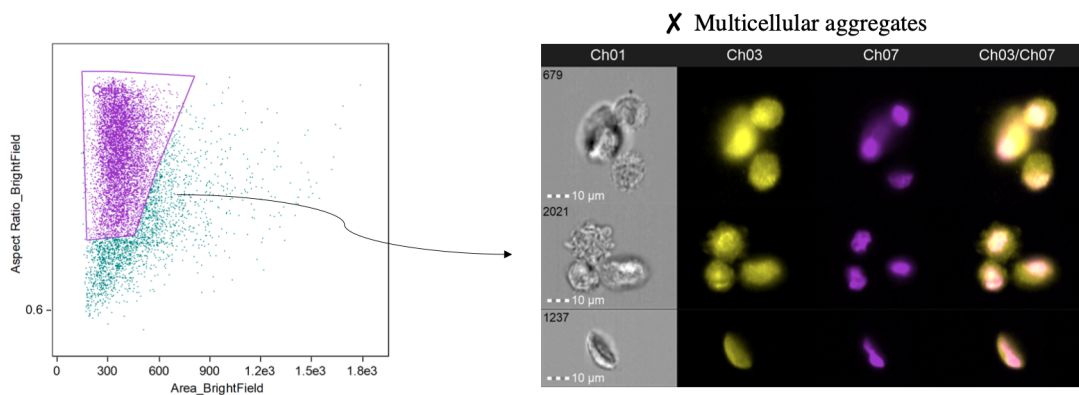 ✗ Multicellular aggregates
Ch01 Ch03 Ch07 Ch03/Ch07
679
10 µm
2021
10 µm
1237
10 µm
Aspect Ratio_BrightField
0.6
0 300 600 900 1.2e3 1.5e3 1.8e3
Area_BrightField